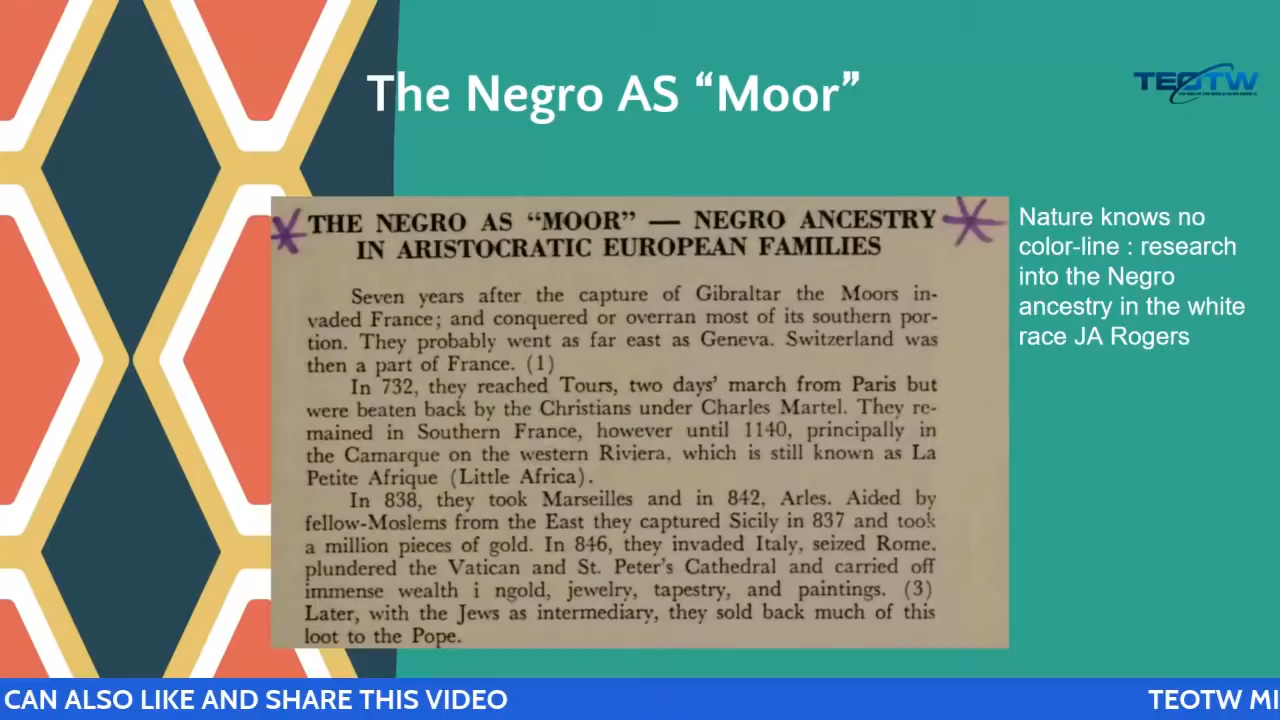 The Negro AS “Moor”
TEOTW
THE NEGRO AS “MOOR” — NEGRO ANCESTRY
IN ARISTOCRATIC EUROPEAN FAMILIES
Seven years after the capture of Gibraltar the Moors in-
vaded France; and conquered or overran most of its southern por-
tion. They probably went as far east as Geneva. Switzerland was
then a part of France. (1)
In 732, they reached Tours, two days’ march from Paris but
were beaten back by the Christians under Charles Martel. They re-
mained in Southern France, however until 1140, principally in
the Camarque on the western Riviera, which is still known as La
Petite Afrique (Little Africa).
In 838, they took Marseilles and in 842, Arles. Aided by
fellow-Moslems from the East they captured Sicily in 837 and took
a million pieces of gold. In 846, they invaded Italy, seized Rome.
plundered the Vatican and St. Peter’s Cathedral and carried off
immense wealth i ngold, jewelry, tapestry, and paintings. (3)
Later, with the Jews as intermediary, they sold back much of this
loot to the Pope.
Nature knows no
color-line : research
into the Negro
ancestry in the white
race JA Rogers
CAN ALSO LIKE AND SHARE THIS VIDEO
TEOTW MI